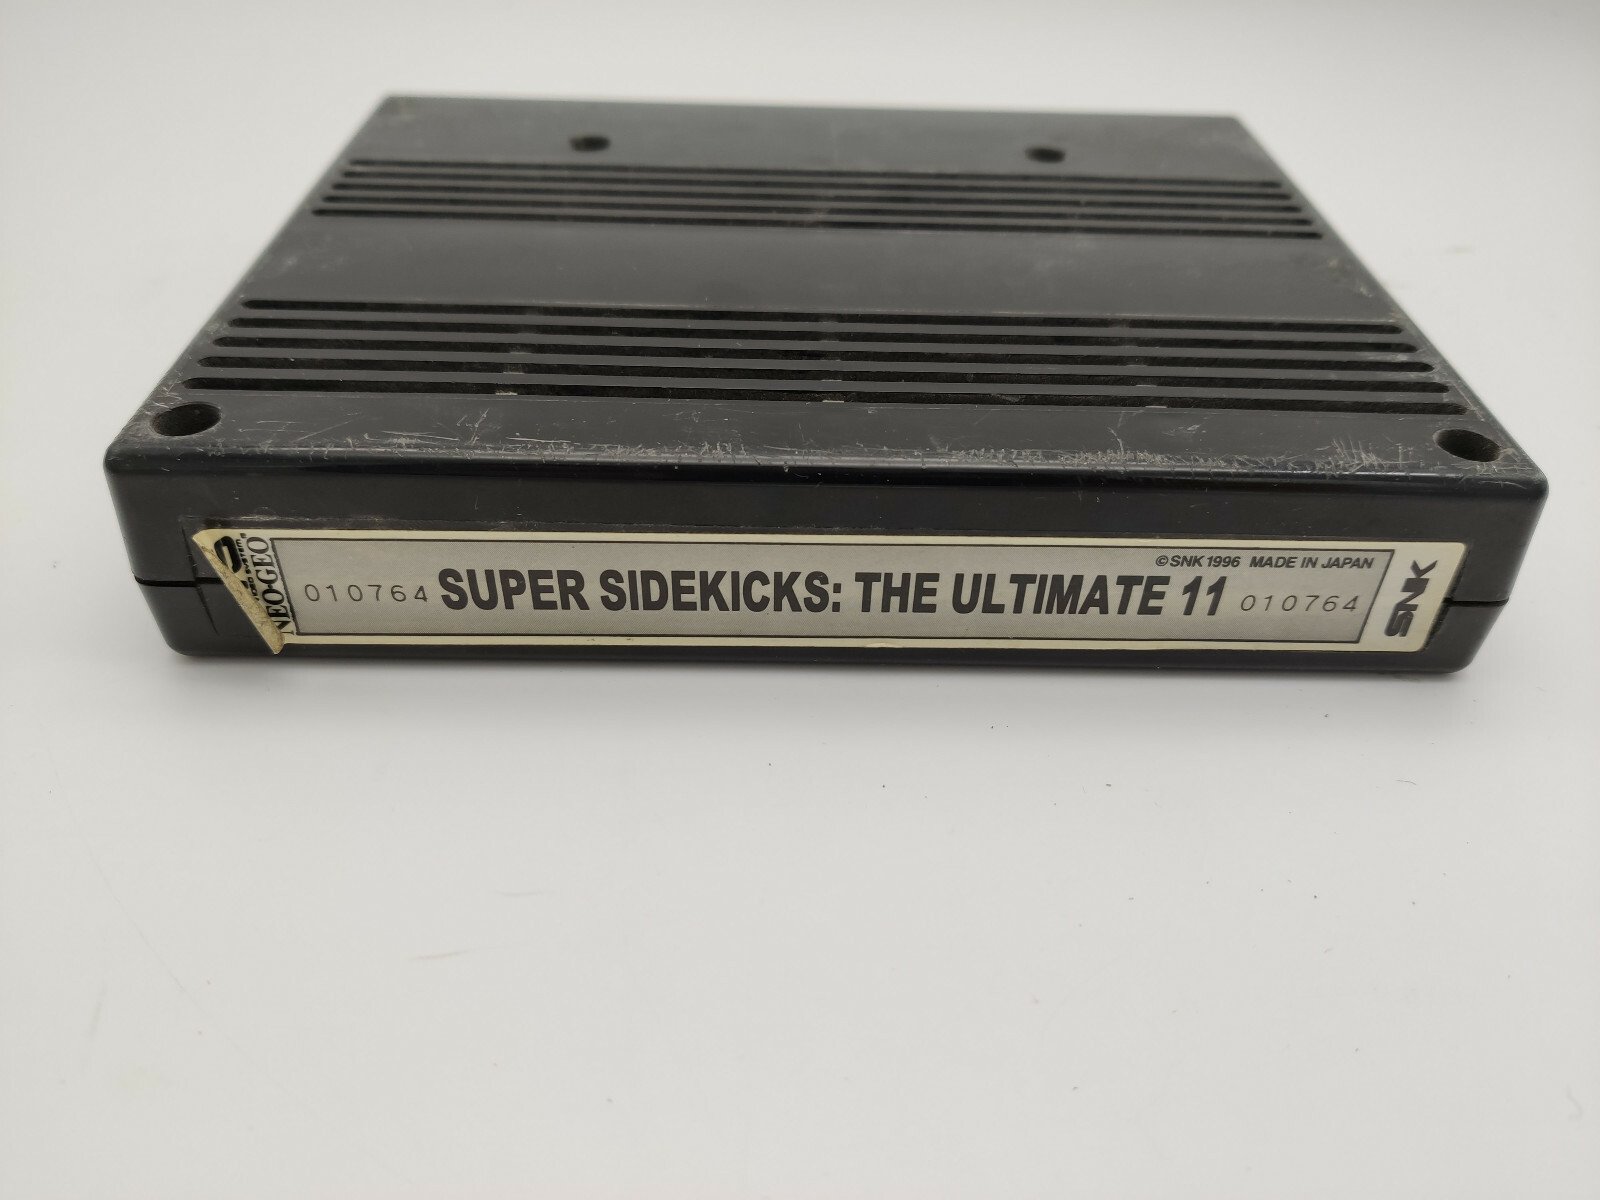 NEO-GEO
010764 SUPER SIDEKICKS: THE ULTIMATE 11 010764
©SNK 1996 MADE IN JAPAN
SNK